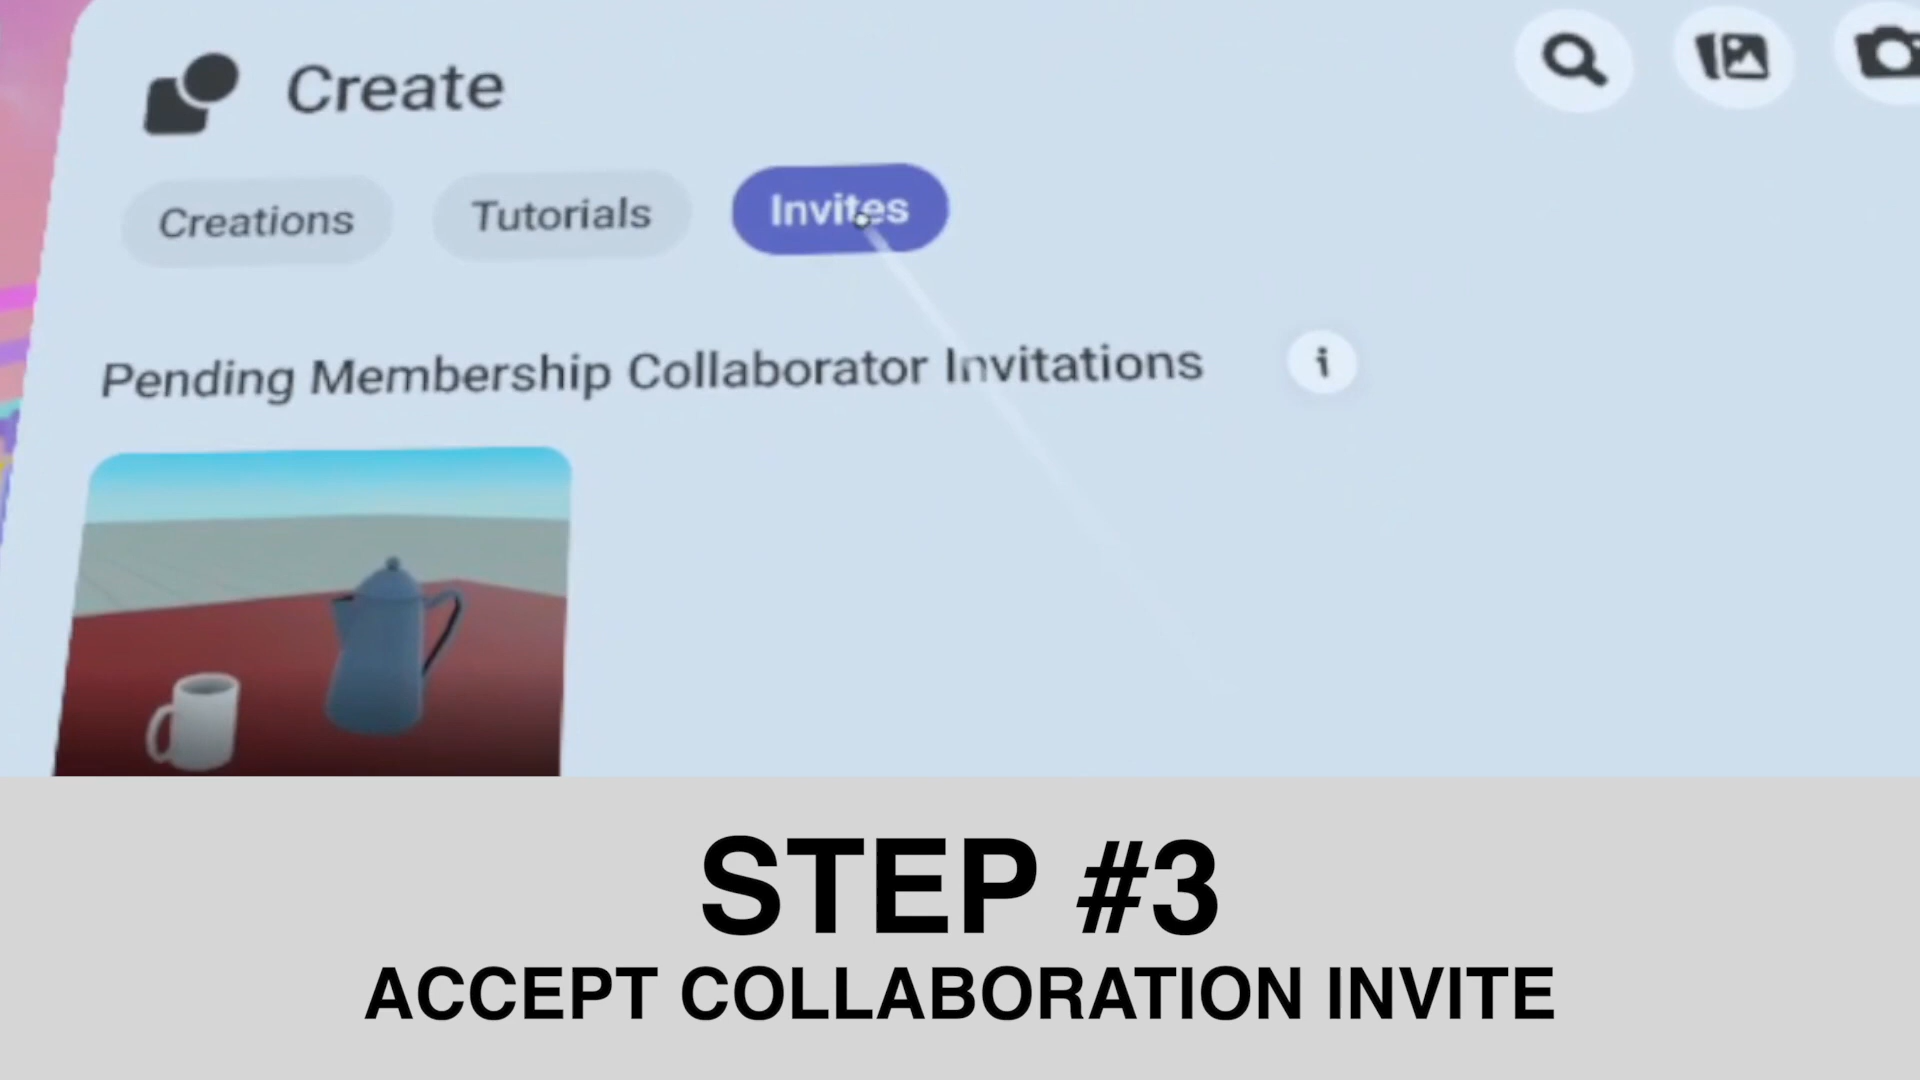 Create
Creations Tutorials Invites
Pending Membership Collaborator Invitations i
STEP #3
ACCEPT COLLABORATION INVITE